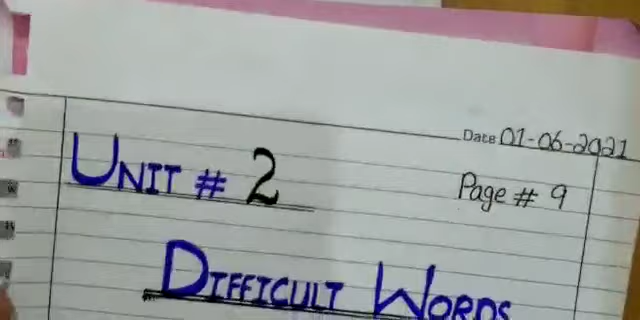 Date 01-06-2021
UNIT # 2
Page # 9
DIFFICULT WORDS